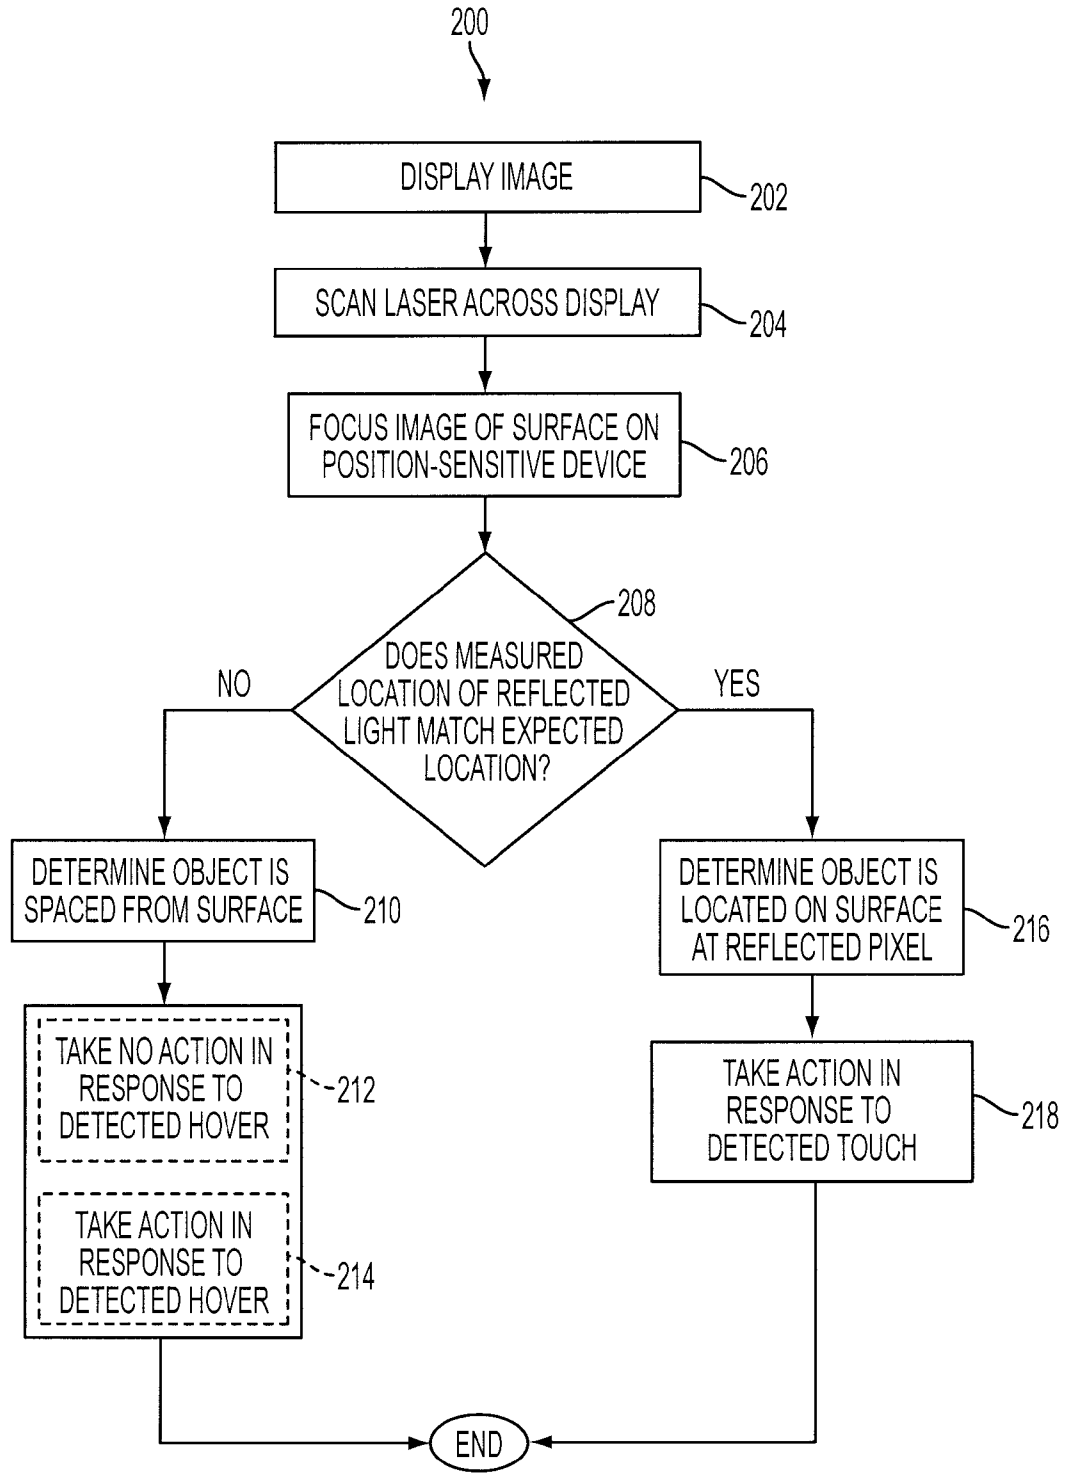 200
DISPLAY IMAGE
202
SCAN LASER ACROSS DISPLAY
204
FOCUS IMAGE OF SURFACE ON
POSITION-SENSITIVE DEVICE
206
208
DOES MEASURED
LOCATION OF REFLECTED
LIGHT MATCH EXPECTED
LOCATION?
NO
YES
DETERMINE OBJECT IS
SPACED FROM SURFACE
210
DETERMINE OBJECT IS
LOCATED ON SURFACE
AT REFLECTED PIXEL
216
TAKE NO ACTION IN
RESPONSE TO
DETECTED HOVER
212
TAKE ACTION IN
RESPONSE TO
DETECTED TOUCH
218
TAKE ACTION IN
RESPONSE TO
DETECTED HOVER
214
END